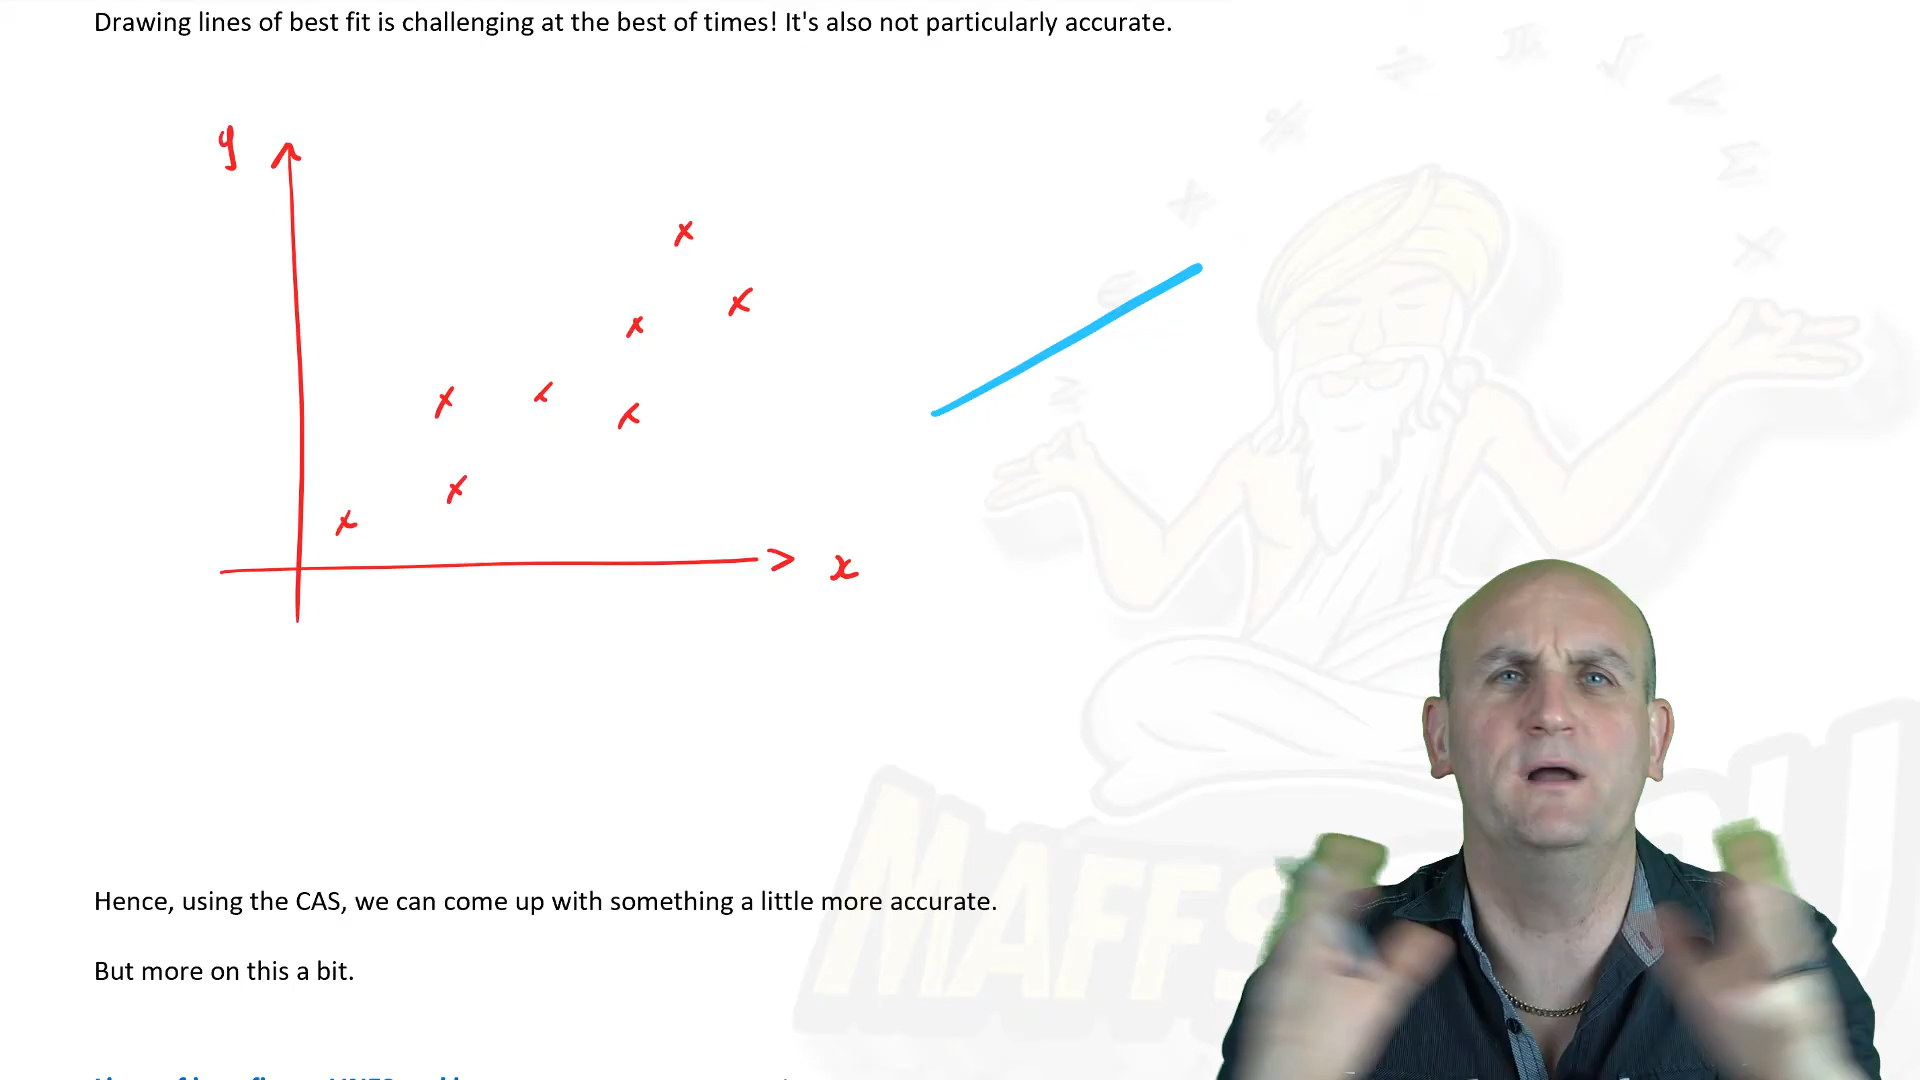 Drawing lines of best fit is challenging at the best of times! It's also not particularly accurate.
y
x
MAFFS
Hence, using the CAS, we can come up with something a little more accurate.
But more on this a bit.